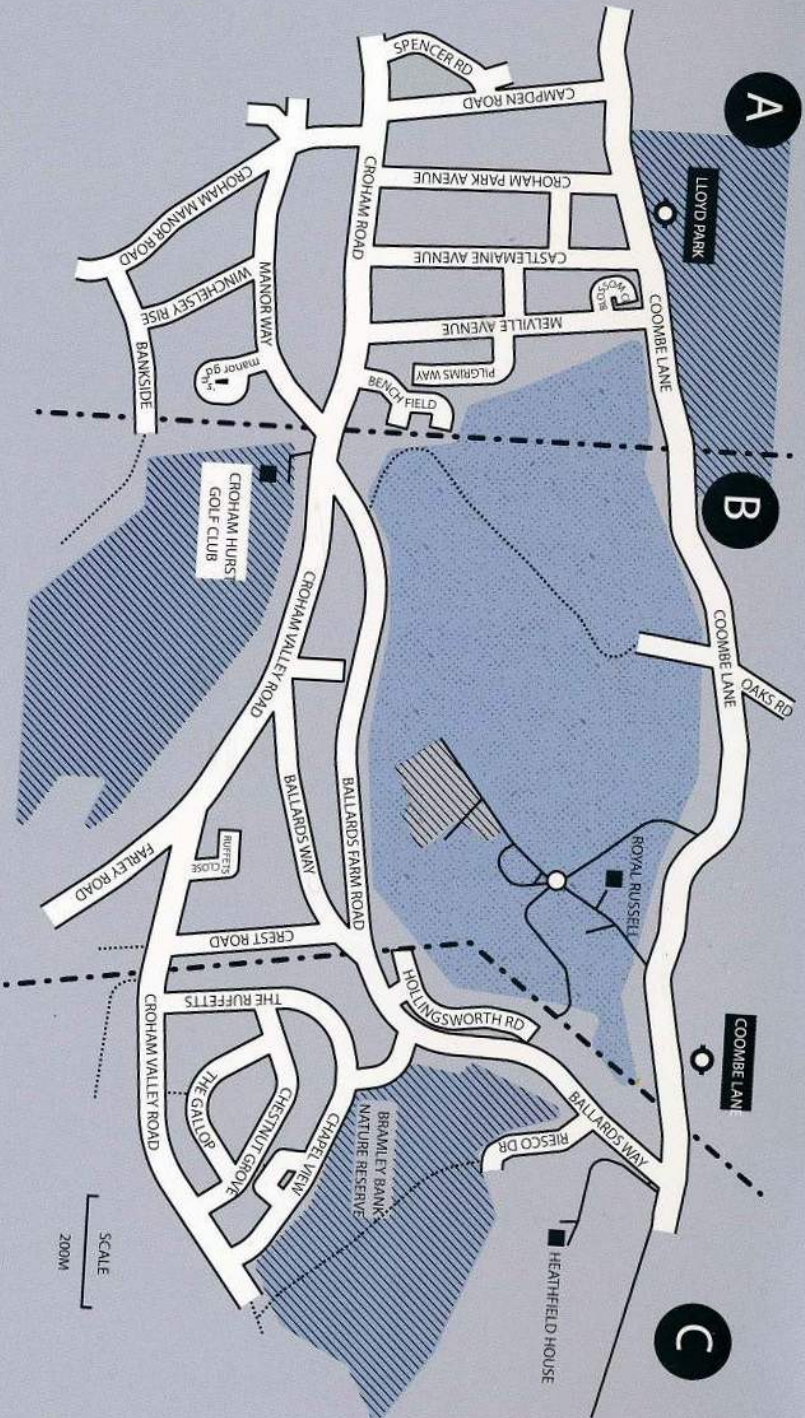 A
LLOYD PARK
COOMBE LANE
B
COOMBE LANE
OAKS RD
ROYAL RUSSELL
COOMBE LANE
C
SPENCER RD
CAMPDEN ROAD
CROHAM PARK AVENUE
CASTLEMAINE AVENUE
MELVILLE AVENUE
PILGRIMS WAY
BENCH FIELD
CROHAM ROAD
CROHAM MANOR ROAD
MANOR WAY
WINCHELSEY RISE
manor gd
BANKSIDE
CROHAM HURST
GOLF CLUB
CROHAM VALLEY ROAD
BALLARDS WAY
BALLARDS FARM ROAD
RUFFETS
CLOSE
FARLEY ROAD
CREST ROAD
HOLLINGSWORTH RD
BALLARDS WAY
RIESCO DR
HEATHFIELD HOUSE
THE RUFFETTS
CHAPEL VIEW
CHESTNUT GROVE
THE GALLOP
CROHAM VALLEY ROAD
BRAMLEY BANK
NATURE RESERVE
SCALE
200M